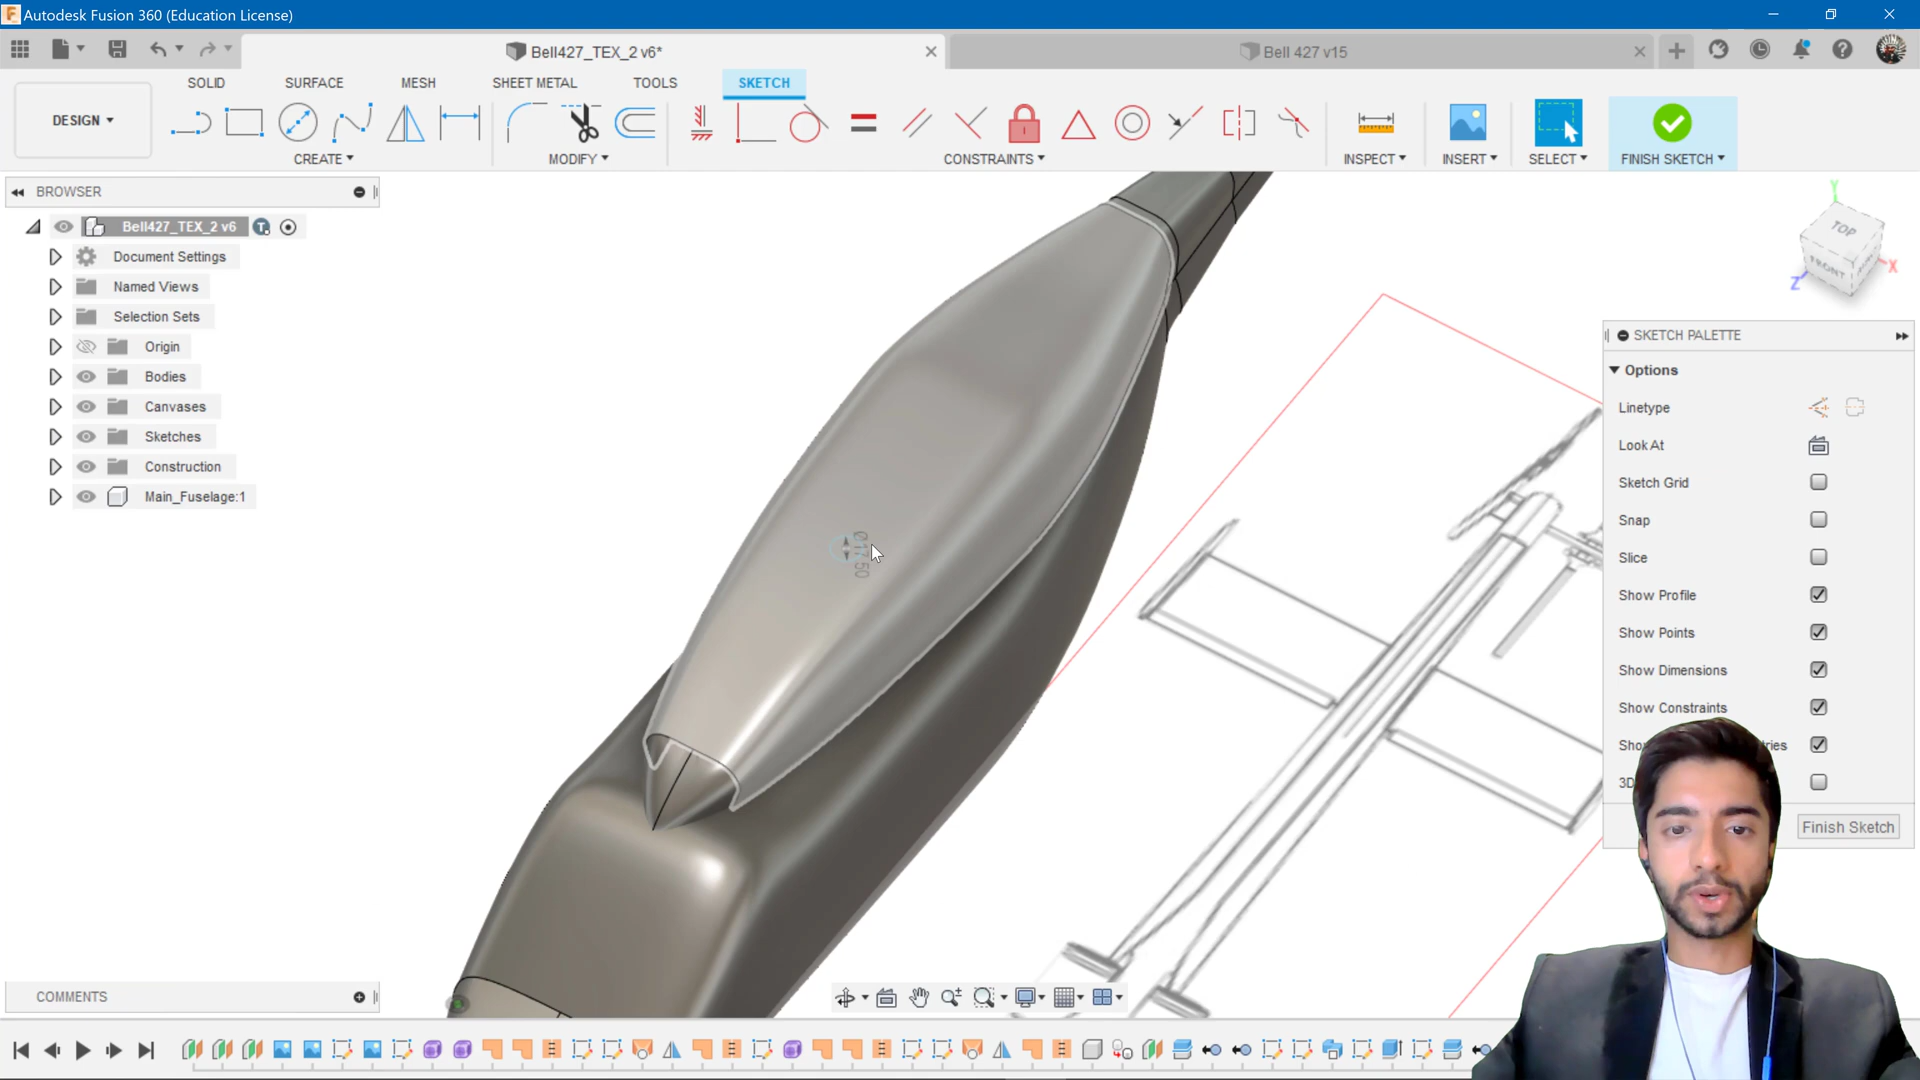 Autodesk Fusion 360 (Education License)
Bell427_TEX_2 v6*
Bell 427 v15
SOLID
SURFACE
MESH
SHEET METAL
TOOLS
SKETCH
DESIGN
CREATE
MODIFY
CONSTRAINTS
INSPECT
INSERT
SELECT
FINISH SKETCH
BROWSER
Bell427_TEX_2 v6
Document Settings
Named Views
Selection Sets
Origin
Bodies
Canvases
Sketches
Construction
Main_Fuselage:1
TOP
FRONT
Y
X
Z
SKETCH PALETTE
Options
Linetype
Look At
Sketch Grid
Snap
Slice
Show Profile
Show Points
Show Dimensions
Show Constraints
Finish Sketch
COMMENTS